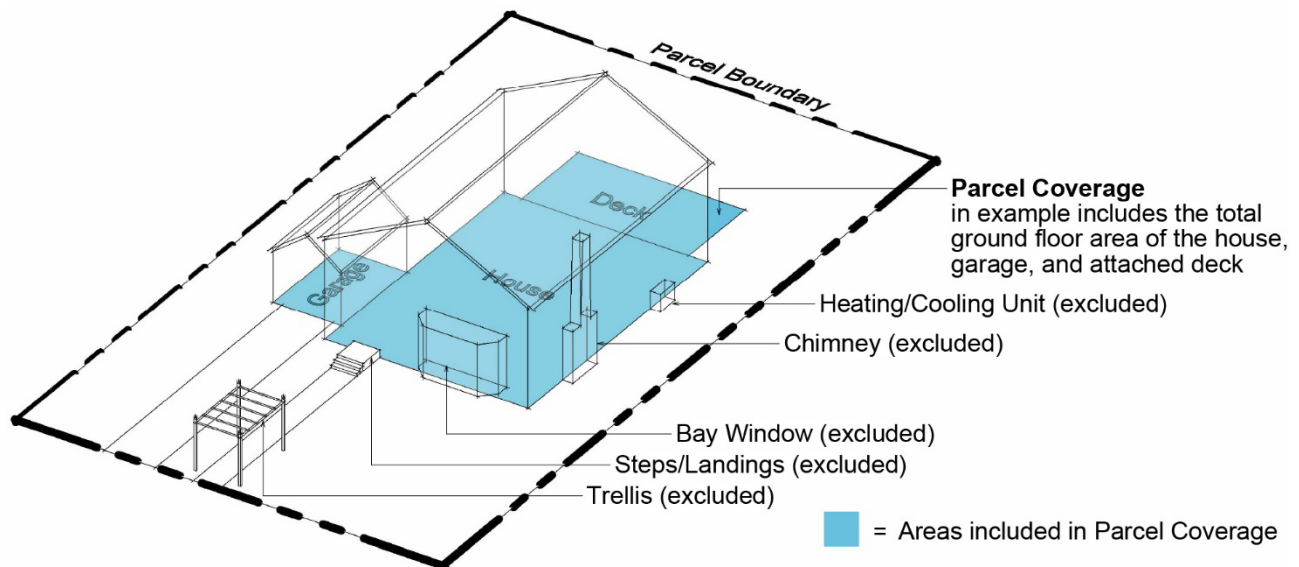 Parcel Boundary
Deck
House
Garage
Parcel Coverage
in example includes the total
ground floor area of the house,
garage, and attached deck
Heating/Cooling Unit (excluded)
Chimney (excluded)
Bay Window (excluded)
Steps/Landings (excluded)
Trellis (excluded)
= Areas included in Parcel Coverage